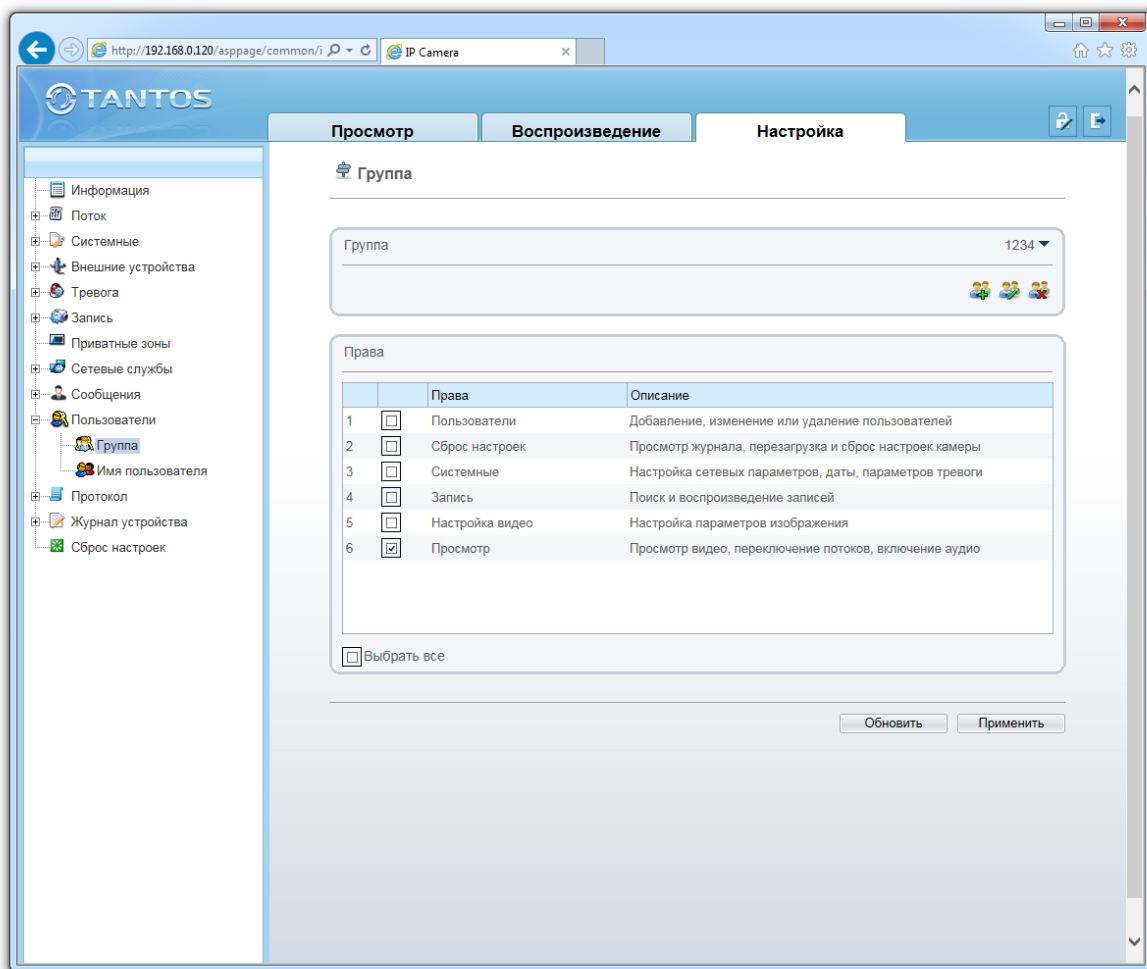 http://192.168.0.120/asppage/common/i
IP Camera
TANTOS
Просмотр Воспроизведение Настройка
Информация
Поток
Системные
Внешние устройства
Тревога
Запись
Приватные зоны
Сетевые службы
Сообщения
Пользователи
Группа
Имя пользователя
Протокол
Журнал устройства
Сброс настроек
Группа
Группа 1234
Права
Права Описание
1 Пользователи Добавление, изменение или удаление пользователей
2 Сброс настроек Просмотр журнала, перезагрузка и сброс настроек камеры
3 Системные Настройка сетевых параметров, даты, параметров тревоги
4 Запись Поиск и воспроизведение записей
5 Настройка видео Настройка параметров изображения
6 Просмотр Просмотр видео, переключение потоков, включение аудио
Выбрать все
Обновить Применить